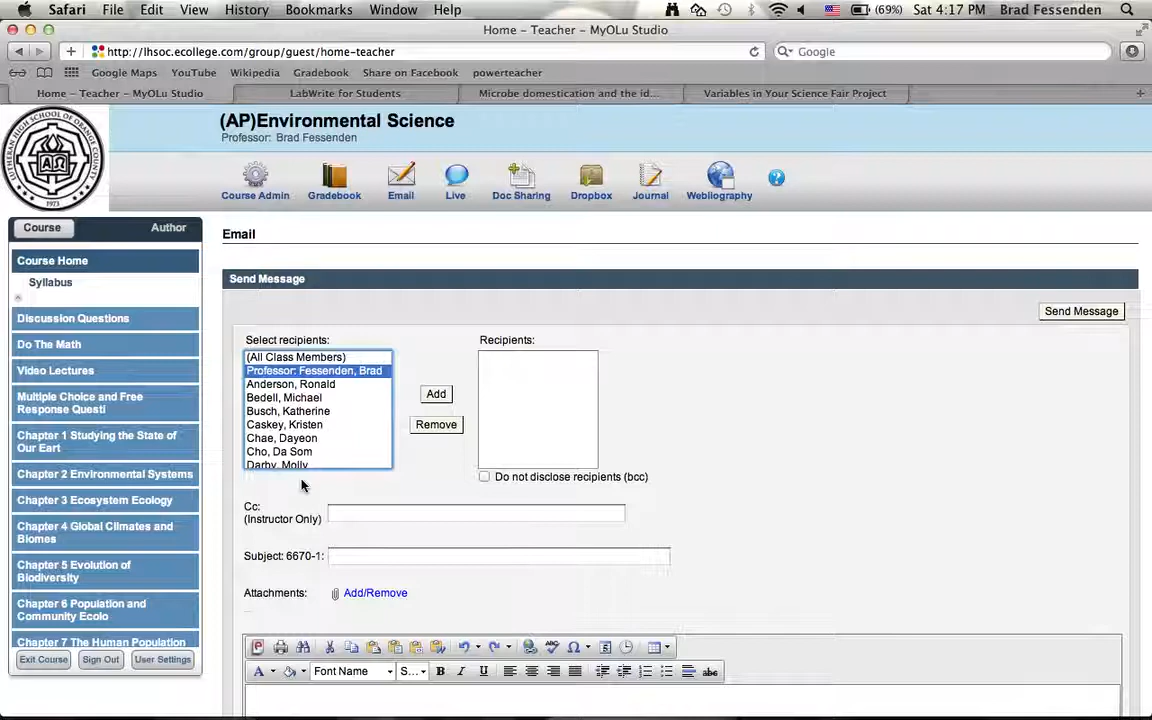 Safari File Edit View History Bookmarks Window Help (69%) Sat 4:17 PM Brad Fessenden
Home – Teacher – MyOLu Studio
http://lhsoc.ecollege.com/group/guest/home-teacher Google
Google Maps YouTube Wikipedia Gradebook Share on Facebook powerteacher
Home – Teacher – MyOLu Studio LabWrite for Students Microbe domestication and the id... Variables in Your Science Fair Project
LUTHERAN HIGH SCHOOL OF ORANGE COUNTY
ΑΩ
1973
(AP)Environmental Science
Professor: Brad Fessenden
Course Admin Gradebook Email Live Doc Sharing Dropbox Journal Webliography ?
Course Author
Course Home
Syllabus
Discussion Questions
Do The Math
Video Lectures
Multiple Choice and Free
Response Questi
Chapter 1 Studying the State of
Our Eart
Chapter 2 Environmental Systems
Chapter 3 Ecosystem Ecology
Chapter 4 Global Climates and
Biomes
Chapter 5 Evolution of
Biodiversity
Chapter 6 Population and
Community Ecolo
Chapter 7 The Human Population
Exit Course Sign Out User Settings
Email
Send Message
Send Message
Select recipients: Recipients:
(All Class Members)
Professor: Fessenden, Brad
Anderson, Ronald
Bedell, Michael
Busch, Katherine
Caskey, Kristen
Chae, Dayeon
Cho, Da Som
Darby, Molly
Add
Remove
Do not disclose recipients (bcc)
Cc:
(Instructor Only)
Subject: 6670-1:
Attachments: Add/Remove
A Font Name S... B I U abc